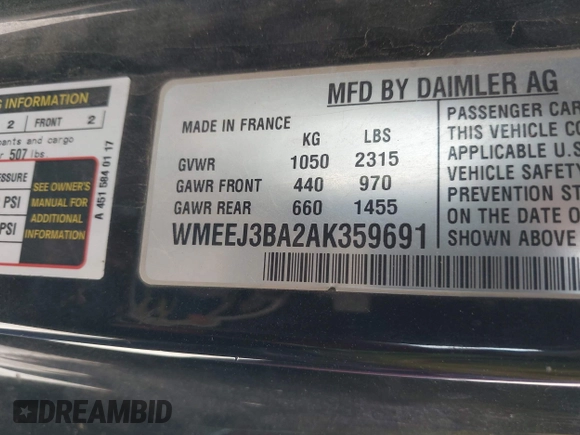 S INFORMATION
2 FRONT 2
ants and cargo
507 lbs
SSURE
PSI
PSI
SEE OWNER'S
MANUAL FOR
ADDITIONAL
INFORMATION
A 451 584 01 17
MFD BY DAIMLER AG
MADE IN FRANCE
KG LBS
GVWR 1050 2315
GAWR FRONT 440 970
GAWR REAR 660 1455
WMEEJ3BA2AK359691
PASSENGER CAR
THIS VEHICLE CO
APPLICABLE U.S
VEHICLE SAFETY
PREVENTION ST
ON THE DATE O
SHOWN ABOVE
DREAMBID